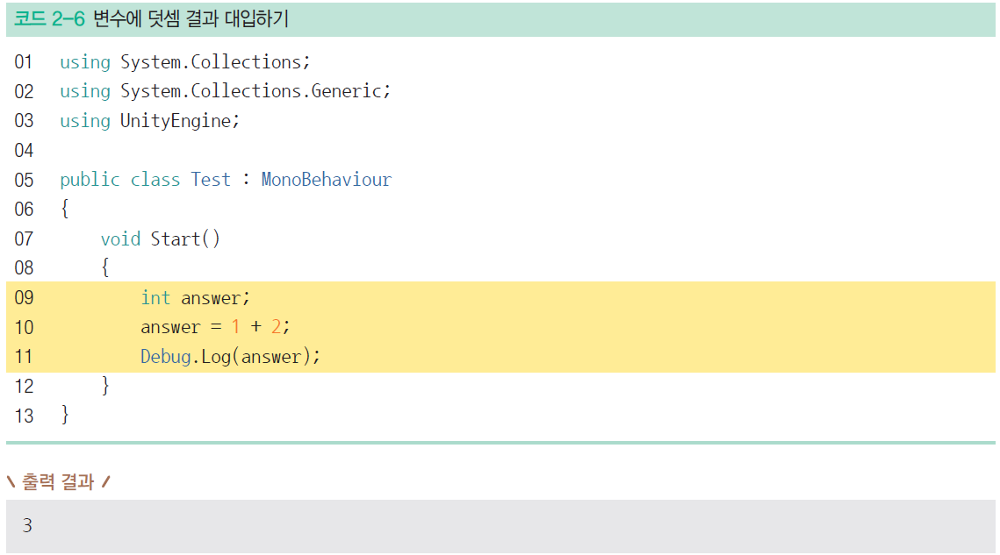 코드 2-6 변수에 덧셈 결과 대입하기
01 using System.Collections;
02 using System.Collections.Generic;
03 using UnityEngine;
04
05 public class Test : MonoBehaviour
06 {
07     void Start()
08     {
09         int answer;
10         answer = 1 + 2;
11         Debug.Log(answer);
12     }
13 }
\ 출력 결과 /
3